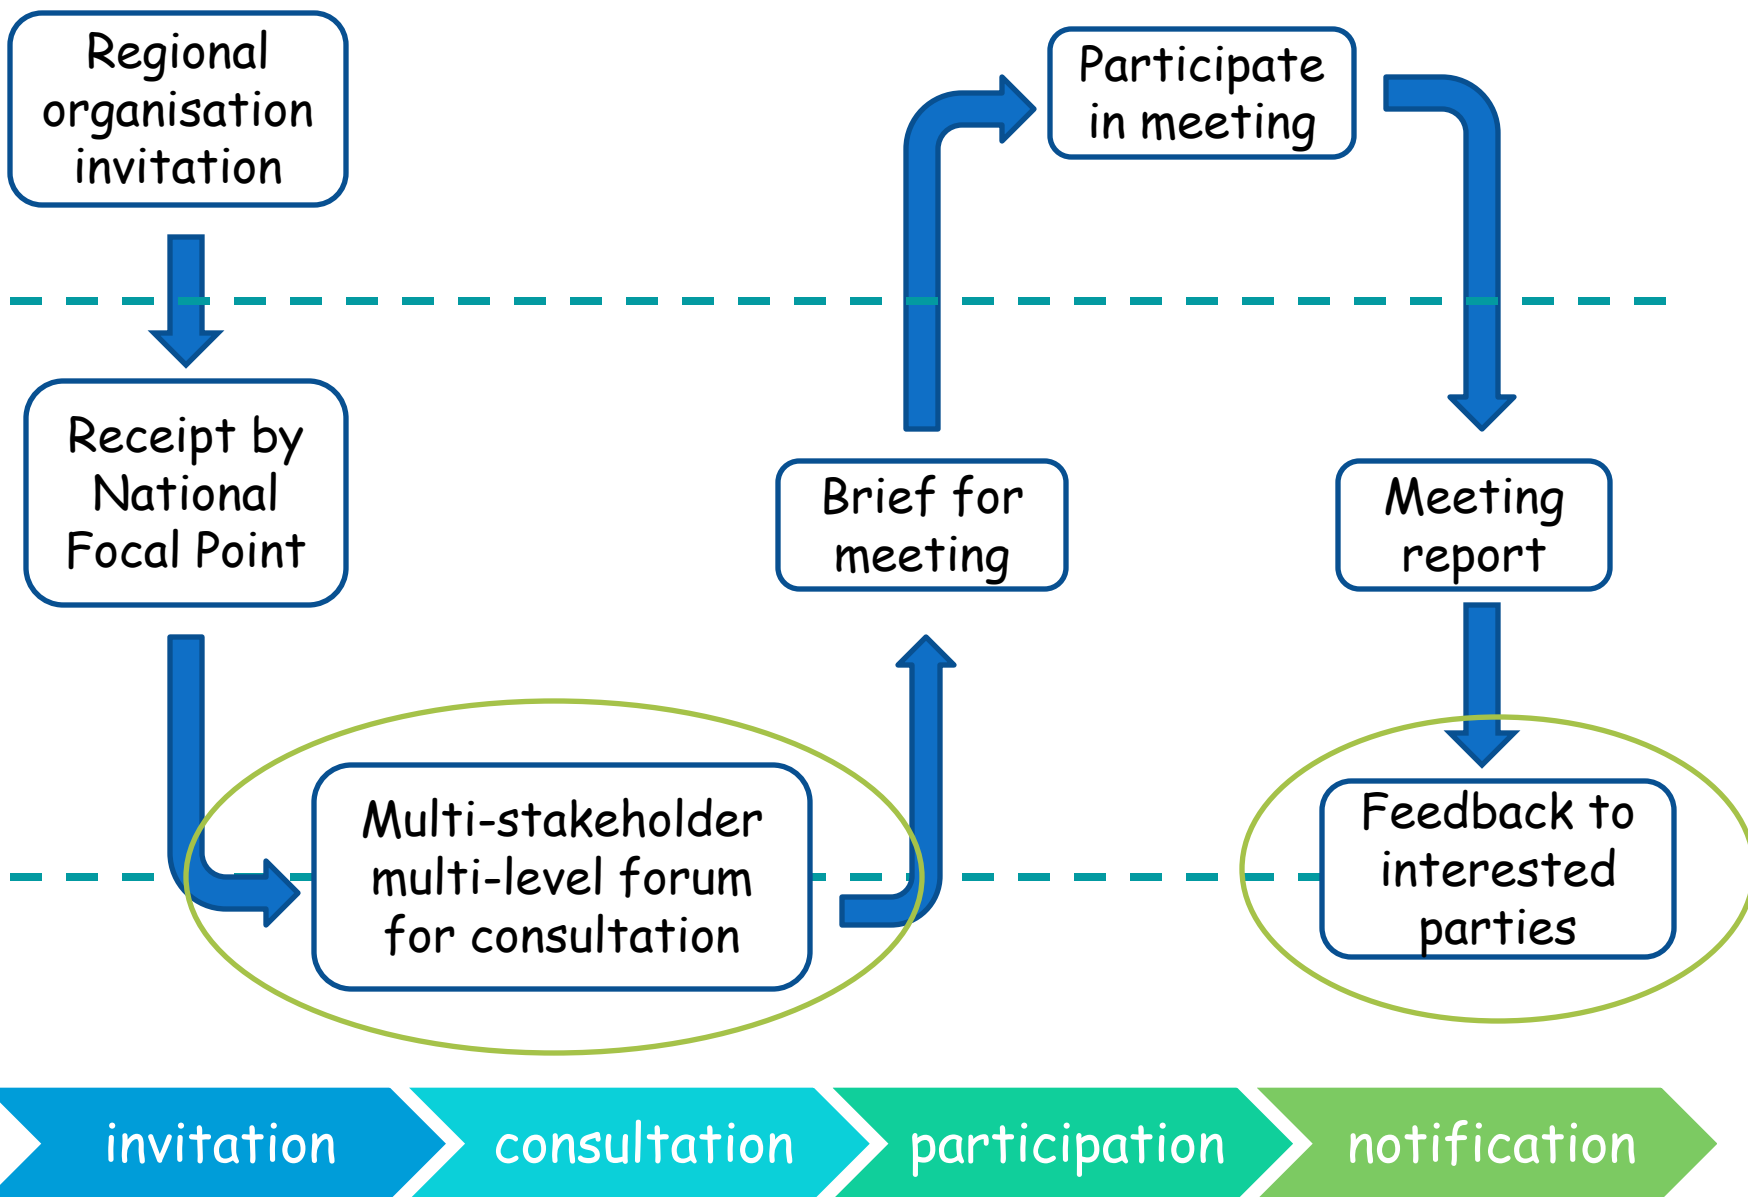 Regional
organisation
invitation
Receipt by
National
Focal Point
Multi-stakeholder
multi-level forum
for consultation
Brief for
meeting
Participate
in meeting
Meeting
report
Feedback to
interested
parties
invitation
consultation
participation
notification